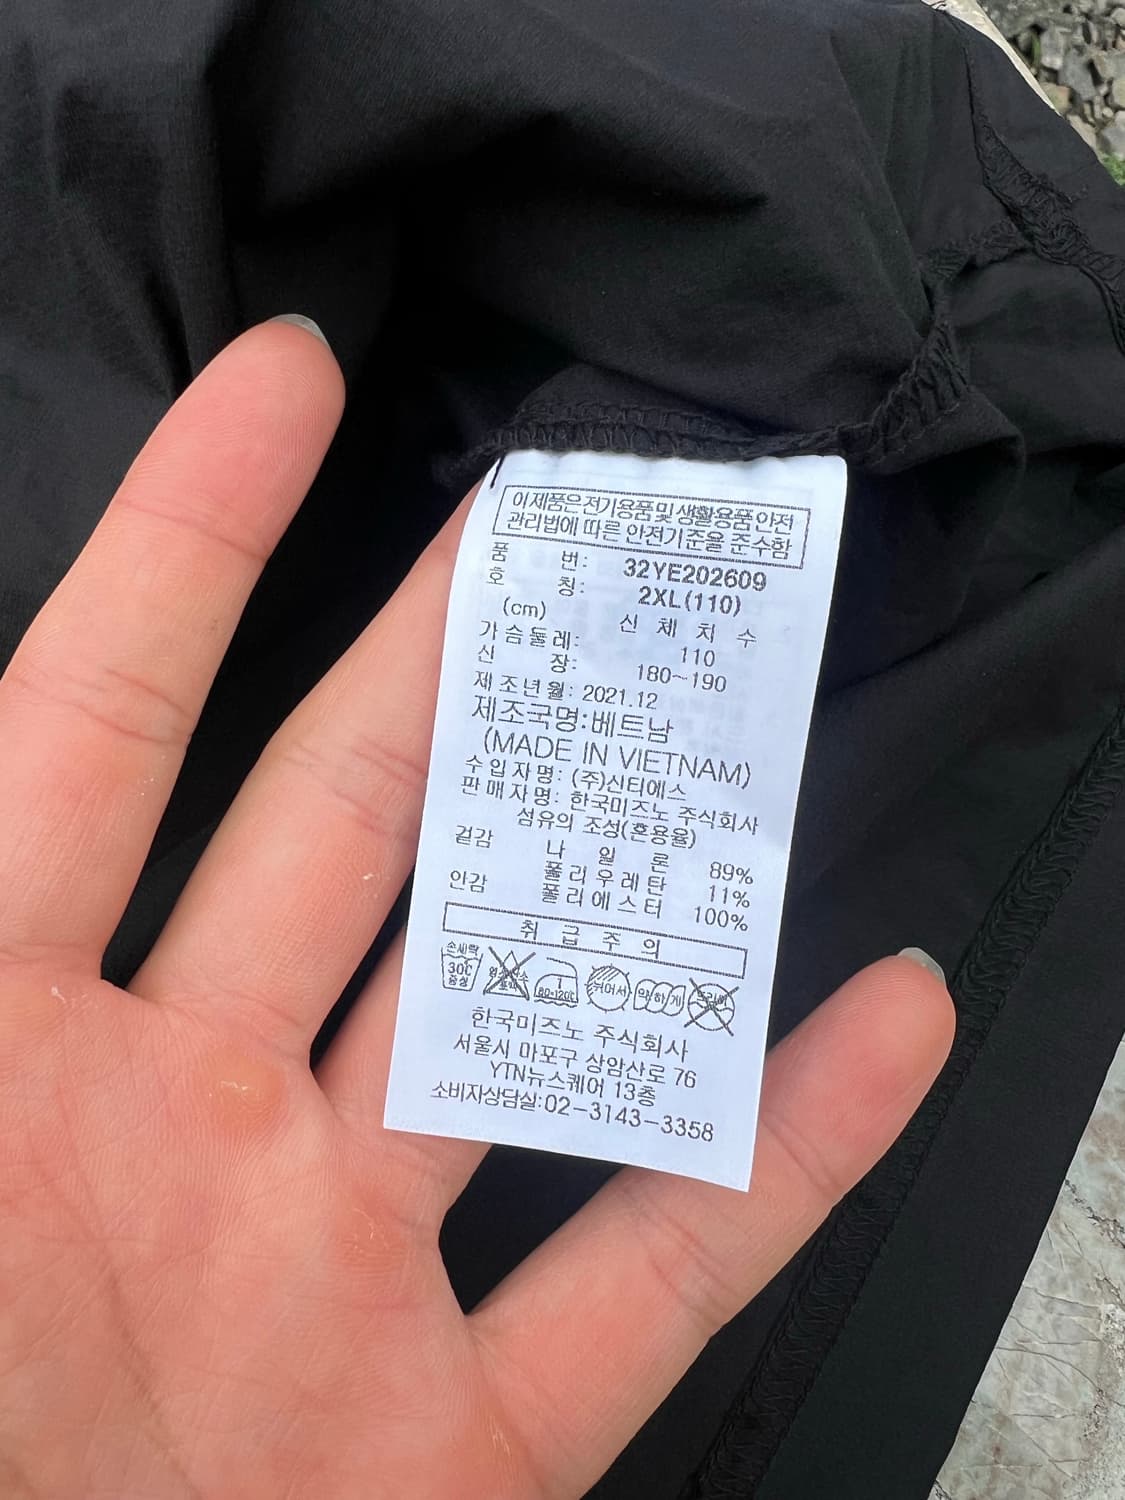 이 제품은 전기용품 및 생활용품 안전
관리법에 따른 안전기준을 준수함
품 번: 32YE202609
호 칭: 2XL(110)
(cm) 신 체 치 수
가슴둘레: 110
신 장: 180~190
제조년월: 2021.12
제조국명:베트남
(MADE IN VIETNAM)
수입자명: (주)신티에스
판매자명: 한국미즈노 주식회사
섬유의 조성(혼용율)
겉감 나 일 론 89%
폴리우레탄 11%
안감 폴리에스터 100%
취 급 주 의
손세탁
30℃
중성
80~120℃
뉘어서
약하게
한국미즈노 주식회사
서울시 마포구 상암산로 76
YTN뉴스퀘어 13층
소비자상담실:02-3143-3358